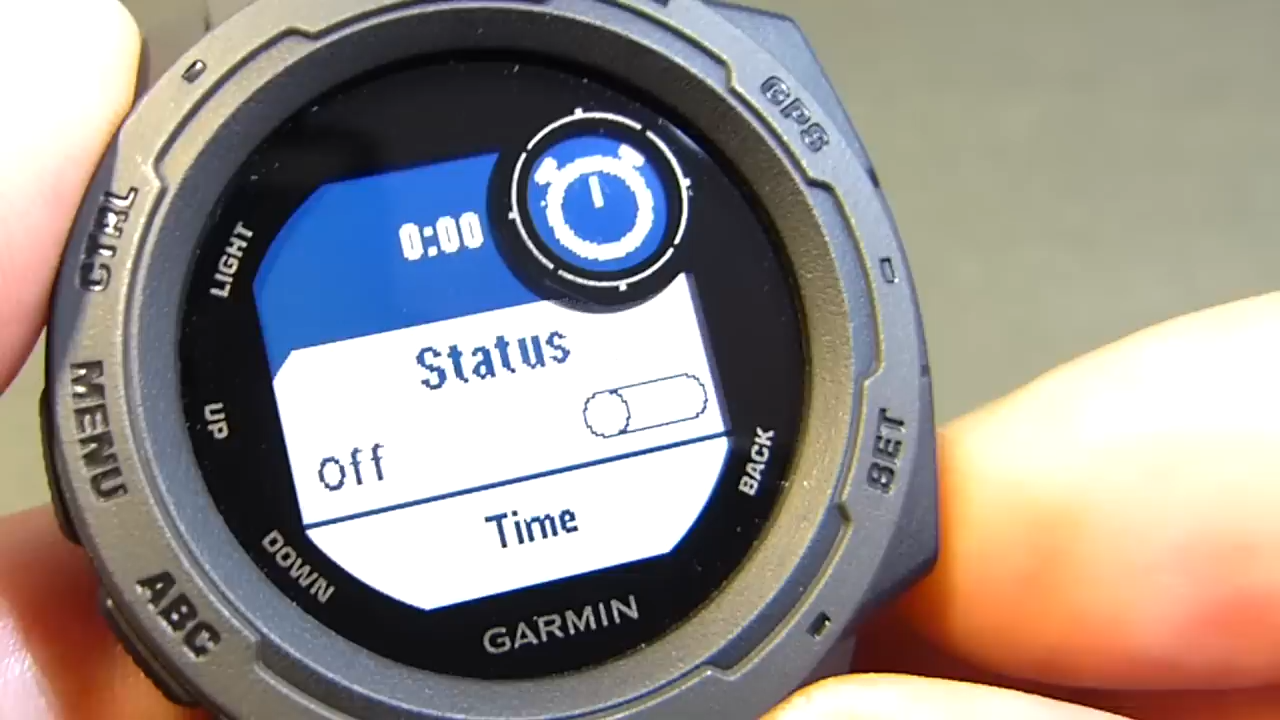 GPS
CTRL
LIGHT
0:00
Status
UP
MENU
Off
BACK
SET
Time
DOWN
ABC
GARMIN